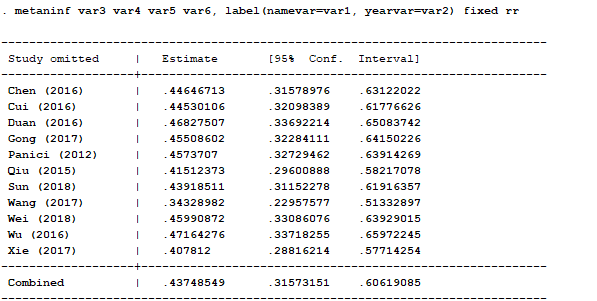 . metaninf var3 var4 var5 var6, label(namevar=var1, yearvar=var2) fixed rr
Study omitted | Estimate [95% Conf. Interval]
Chen (2016) | .44646713 .31578976 .63122022
Cui (2016) | .44530106 .32098389 .61776626
Duan (2016) | .46827507 .33692214 .65083742
Gong (2017) | .45508602 .32284111 .64150226
Panici (2012) | .4573707 .32729462 .63914269
Qiu (2015) | .41512373 .29600888 .58217078
Sun (2018) | .43918511 .31152278 .61916357
Wang (2017) | .34328982 .22957577 .51332897
Wei (2018) | .45990872 .33086076 .63929015
Wu (2016) | .47164276 .33718255 .65972245
Xie (2017) | .407812 .28816214 .57714254
Combined | .43748549 .31573151 .60619085